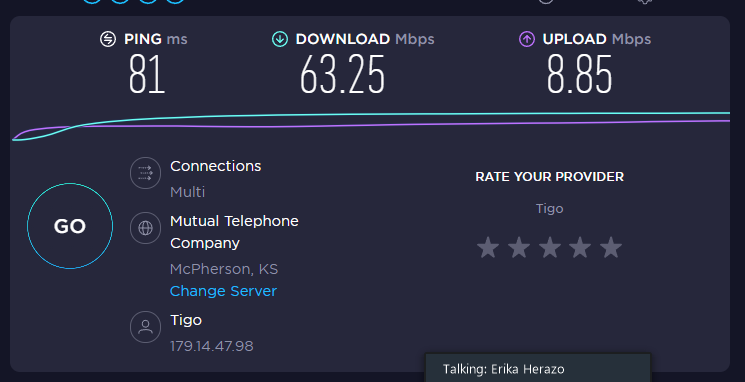 PING ms
DOWNLOAD Mbps
UPLOAD Mbps
81
63.25
8.85
Connections
Multi
Mutual Telephone
Company
McPherson, KS
Change Server
Tigo
179.14.47.98
GO
RATE YOUR PROVIDER
Tigo
Talking: Erika Herazo